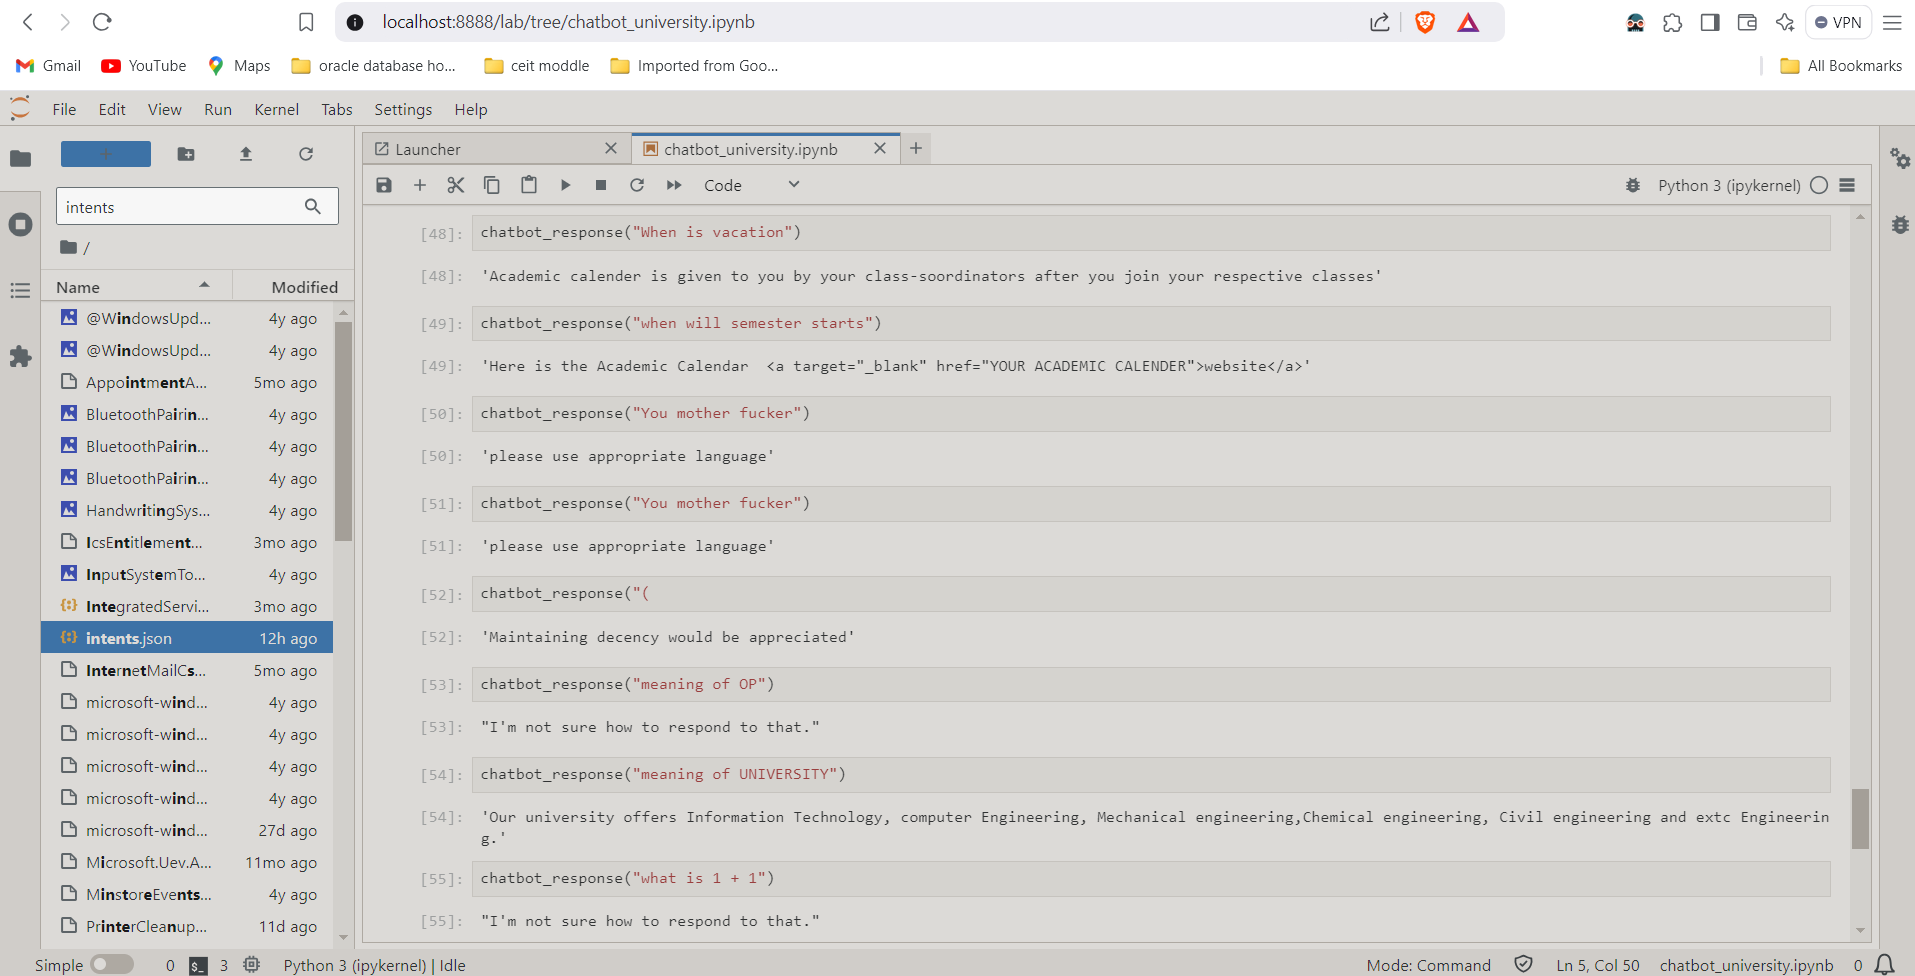 localhost:8888/lab/tree/chatbot_university.ipynb
VPN
Gmail
YouTube
Maps
oracle database ho...
ceit moddle
Imported from Goo...
All Bookmarks
File
Edit
View
Run
Kernel
Tabs
Settings
Help
Launcher
chatbot_university.ipynb
Code
Python 3 (ipykernel)
intents
/
Name
Modified
@WindowsUpd... 4y ago
@WindowsUpd... 4y ago
AppointmentA... 5mo ago
BluetoothPairin... 4y ago
BluetoothPairin... 4y ago
BluetoothPairin... 4y ago
HandwritingSys... 4y ago
IcsEntitlement... 3mo ago
InputSystemTo... 4y ago
IntegratedServi... 3mo ago
intents.json 12h ago
InternetMailCs... 5mo ago
microsoft-wind... 4y ago
microsoft-wind... 4y ago
microsoft-wind... 4y ago
microsoft-wind... 4y ago
microsoft-wind... 27d ago
Microsoft.Uev.A... 11mo ago
MinstoreEvents... 4y ago
PrinterCleanup... 11d ago
[48]: chatbot_response("When is vacation")
[48]: 'Academic calender is given to you by your class-soordinators after you join your respective classes'
[49]: chatbot_response("when will semester starts")
[49]: 'Here is the Academic Calendar  <a target="_blank" href="YOUR ACADEMIC CALENDER">website</a>'
[50]: chatbot_response("You mother fucker")
[50]: 'please use appropriate language'
[51]: chatbot_response("You mother fucker")
[51]: 'please use appropriate language'
[52]: chatbot_response("(
[52]: 'Maintaining decency would be appreciated'
[53]: chatbot_response("meaning of OP")
[53]: "I'm not sure how to respond to that."
[54]: chatbot_response("meaning of UNIVERSITY")
[54]: 'Our university offers Information Technology, computer Engineering, Mechanical engineering,Chemical engineering, Civil engineering and extc Engineerin
g.'
[55]: chatbot_response("what is 1 + 1")
[55]: "I'm not sure how to respond to that."
Simple
0
3
Python 3 (ipykernel) | Idle
Mode: Command
Ln 5, Col 50
chatbot_university.ipynb
0